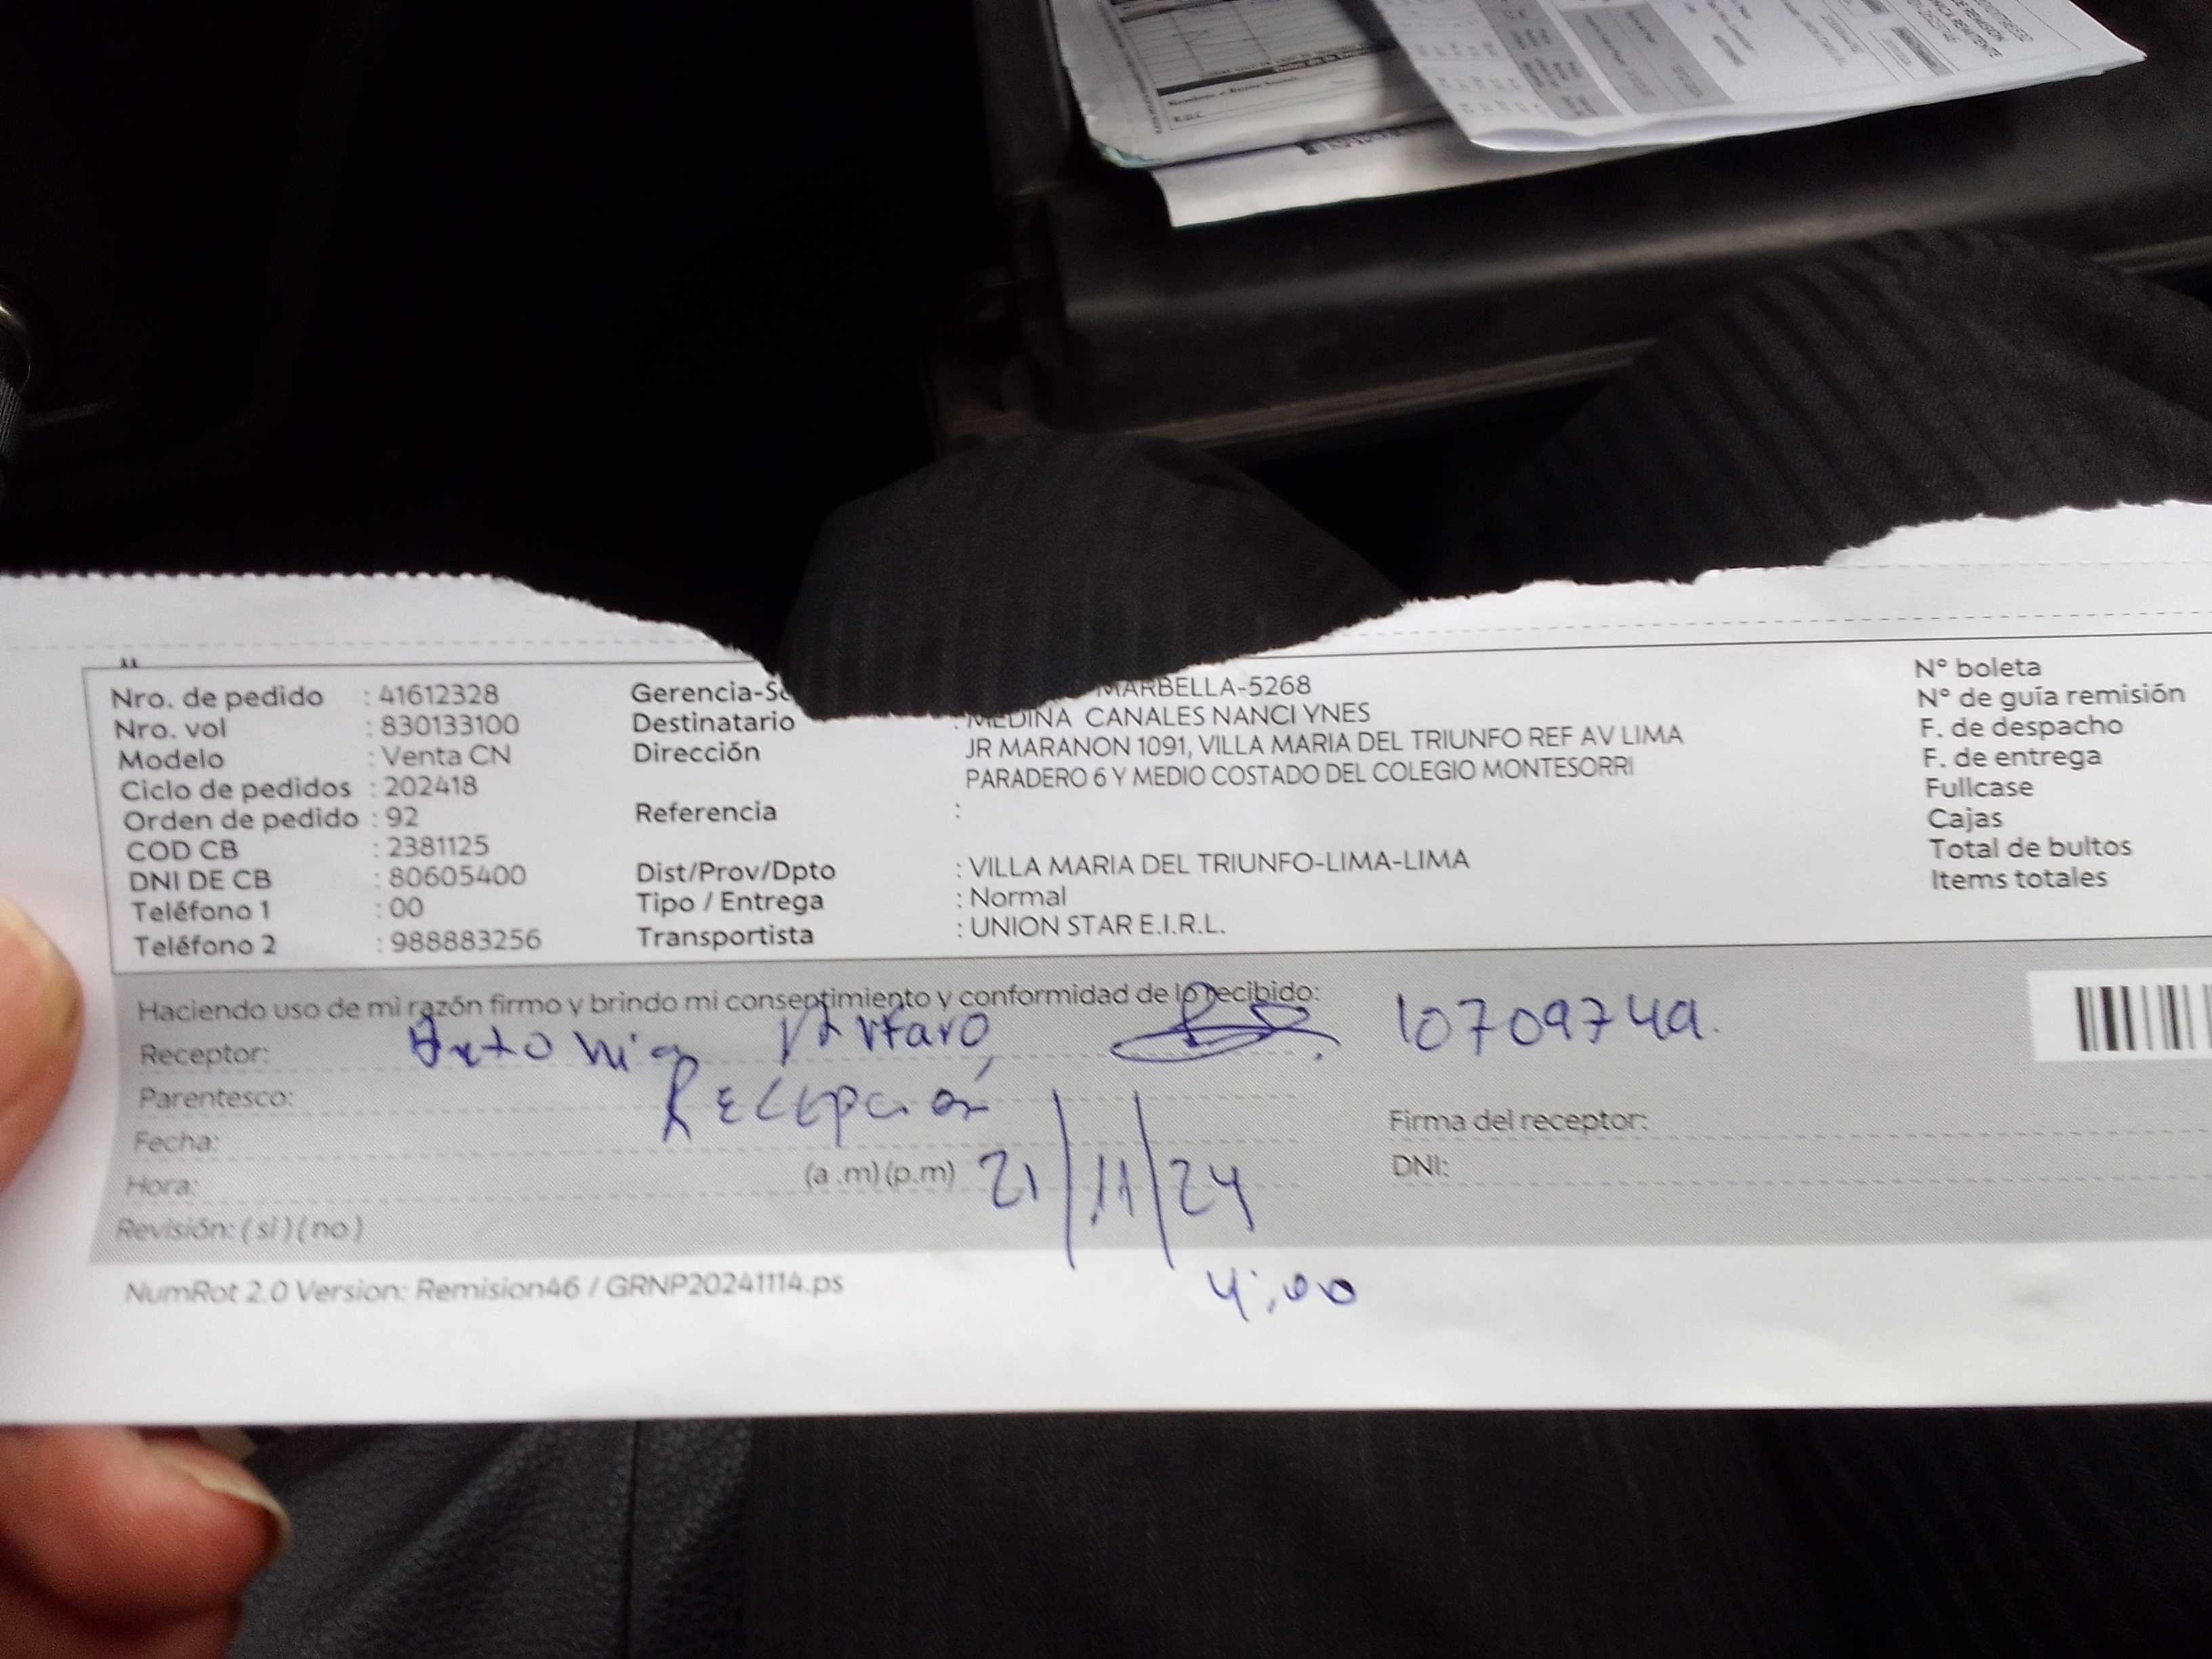 Nro. de pedido : 41612328
Nro. vol : 830133100
Modelo : Venta CN
Ciclo de pedidos : 202418
Orden de pedido : 92
COD CB : 2381125
DNI DE CB : 80605400
Teléfono 1 : 00
Teléfono 2 : 988883256
Gerencia-Se MARBELLA-5268
Destinatario : MEDINA CANALES NANCI YNES
Dirección JR MARANON 1091, VILLA MARIA DEL TRIUNFO REF AV LIMA
PARADERO 6 Y MEDIO COSTADO DEL COLEGIO MONTESORRI
Referencia :
Dist/Prov/Dpto : VILLA MARIA DEL TRIUNFO-LIMA-LIMA
Tipo / Entrega : Normal
Transportista : UNION STAR E.I.R.L.
N° boleta
N° de guía remisión
F. de despacho
F. de entrega
Fullcase
Cajas
Total de bultos
Items totales
Haciendo uso de mi razón firmo y brindo mi consentimiento y conformidad de lo recibido:
Receptor: Antonia 107097449.
Parentesco: Recepción
Fecha:
Hora: (a .m) (p.m) 21/11/24
Revisión: ( si ) ( no )
Firma del receptor:
DNI:
4:00
NumRot 2.0 Version: Remision46 / GRNP20241114.ps